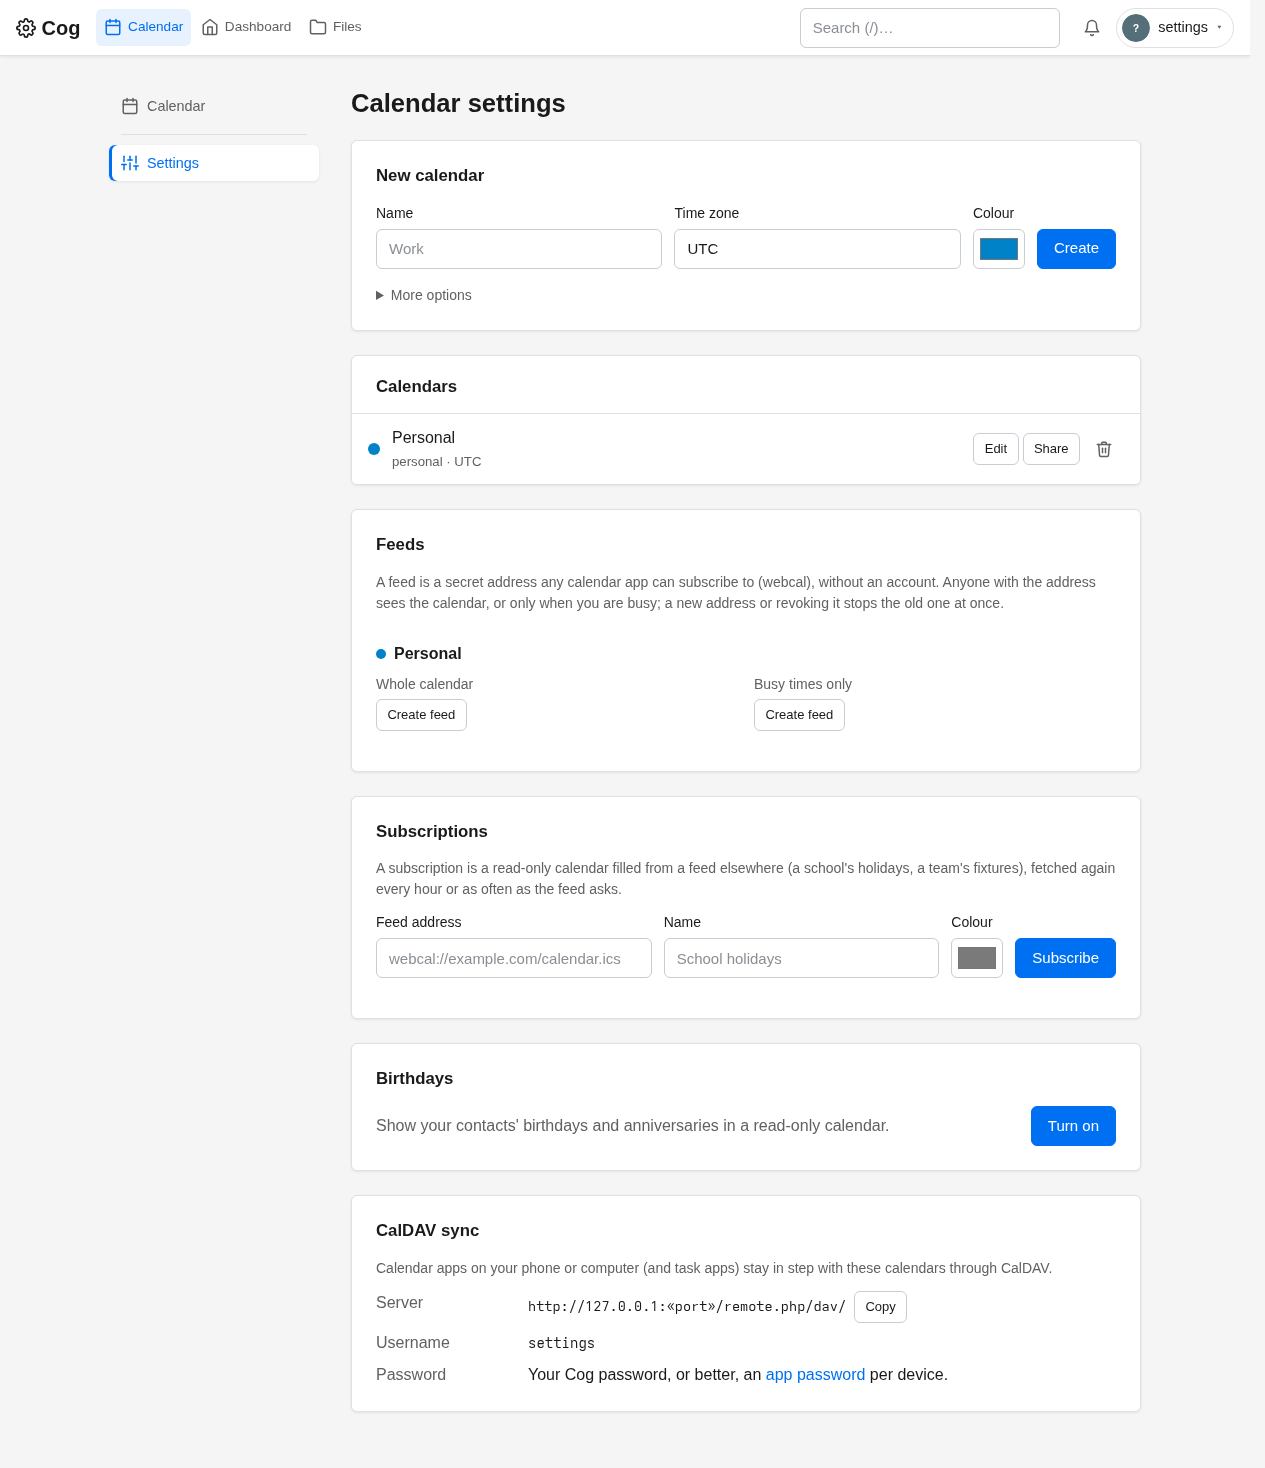 Cog
Calendar
Dashboard
Files
Search (/)…
?
settings
Calendar
Settings
Calendar settings
New calendar
Name
Time zone
Colour
Work
UTC
Create
More options
Calendars
Personal
personal · UTC
Edit
Share
Feeds
A feed is a secret address any calendar app can subscribe to (webcal), without an account. Anyone with the address
sees the calendar, or only when you are busy; a new address or revoking it stops the old one at once.
Personal
Whole calendar
Busy times only
Create feed
Create feed
Subscriptions
A subscription is a read-only calendar filled from a feed elsewhere (a school's holidays, a team's fixtures), fetched again
every hour or as often as the feed asks.
Feed address
Name
Colour
webcal://example.com/calendar.ics
School holidays
Subscribe
Birthdays
Show your contacts' birthdays and anniversaries in a read-only calendar.
Turn on
CalDAV sync
Calendar apps on your phone or computer (and task apps) stay in step with these calendars through CalDAV.
Server
http://127.0.0.1:«port»/remote.php/dav/
Copy
Username
settings
Password
Your Cog password, or better, an app password per device.